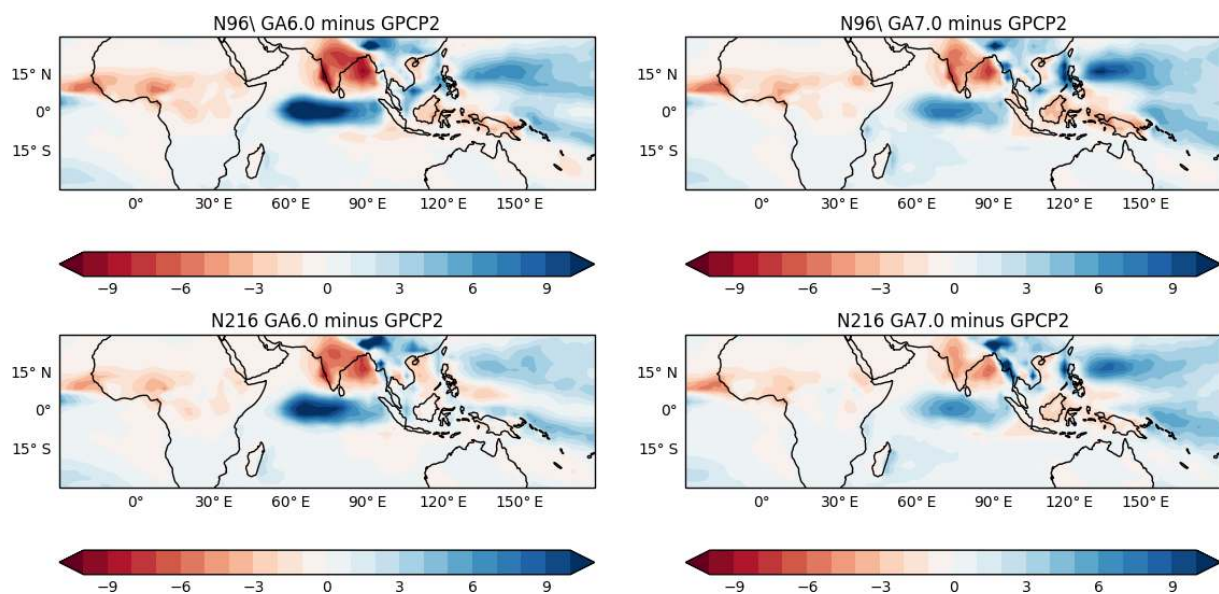 N96\ GA6.0 minus GPCP2
15° N
0°
15° S
0° 30° E 60° E 90° E 120° E 150° E
−9 −6 −3 0 3 6 9
N96\ GA7.0 minus GPCP2
15° N
0°
15° S
0° 30° E 60° E 90° E 120° E 150° E
−9 −6 −3 0 3 6 9
N216 GA6.0 minus GPCP2
15° N
0°
15° S
0° 30° E 60° E 90° E 120° E 150° E
−9 −6 −3 0 3 6 9
N216 GA7.0 minus GPCP2
15° N
0°
15° S
0° 30° E 60° E 90° E 120° E 150° E
−9 −6 −3 0 3 6 9